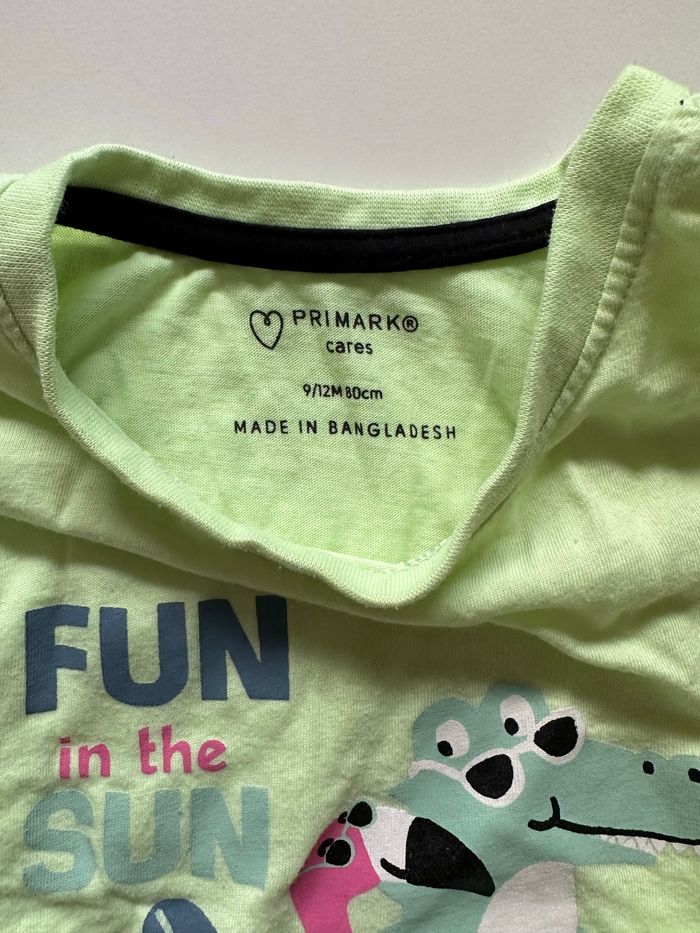 PRIMARK®
cares
9/12M 80cm
MADE IN BANGLADESH
FUN
in the
SUN